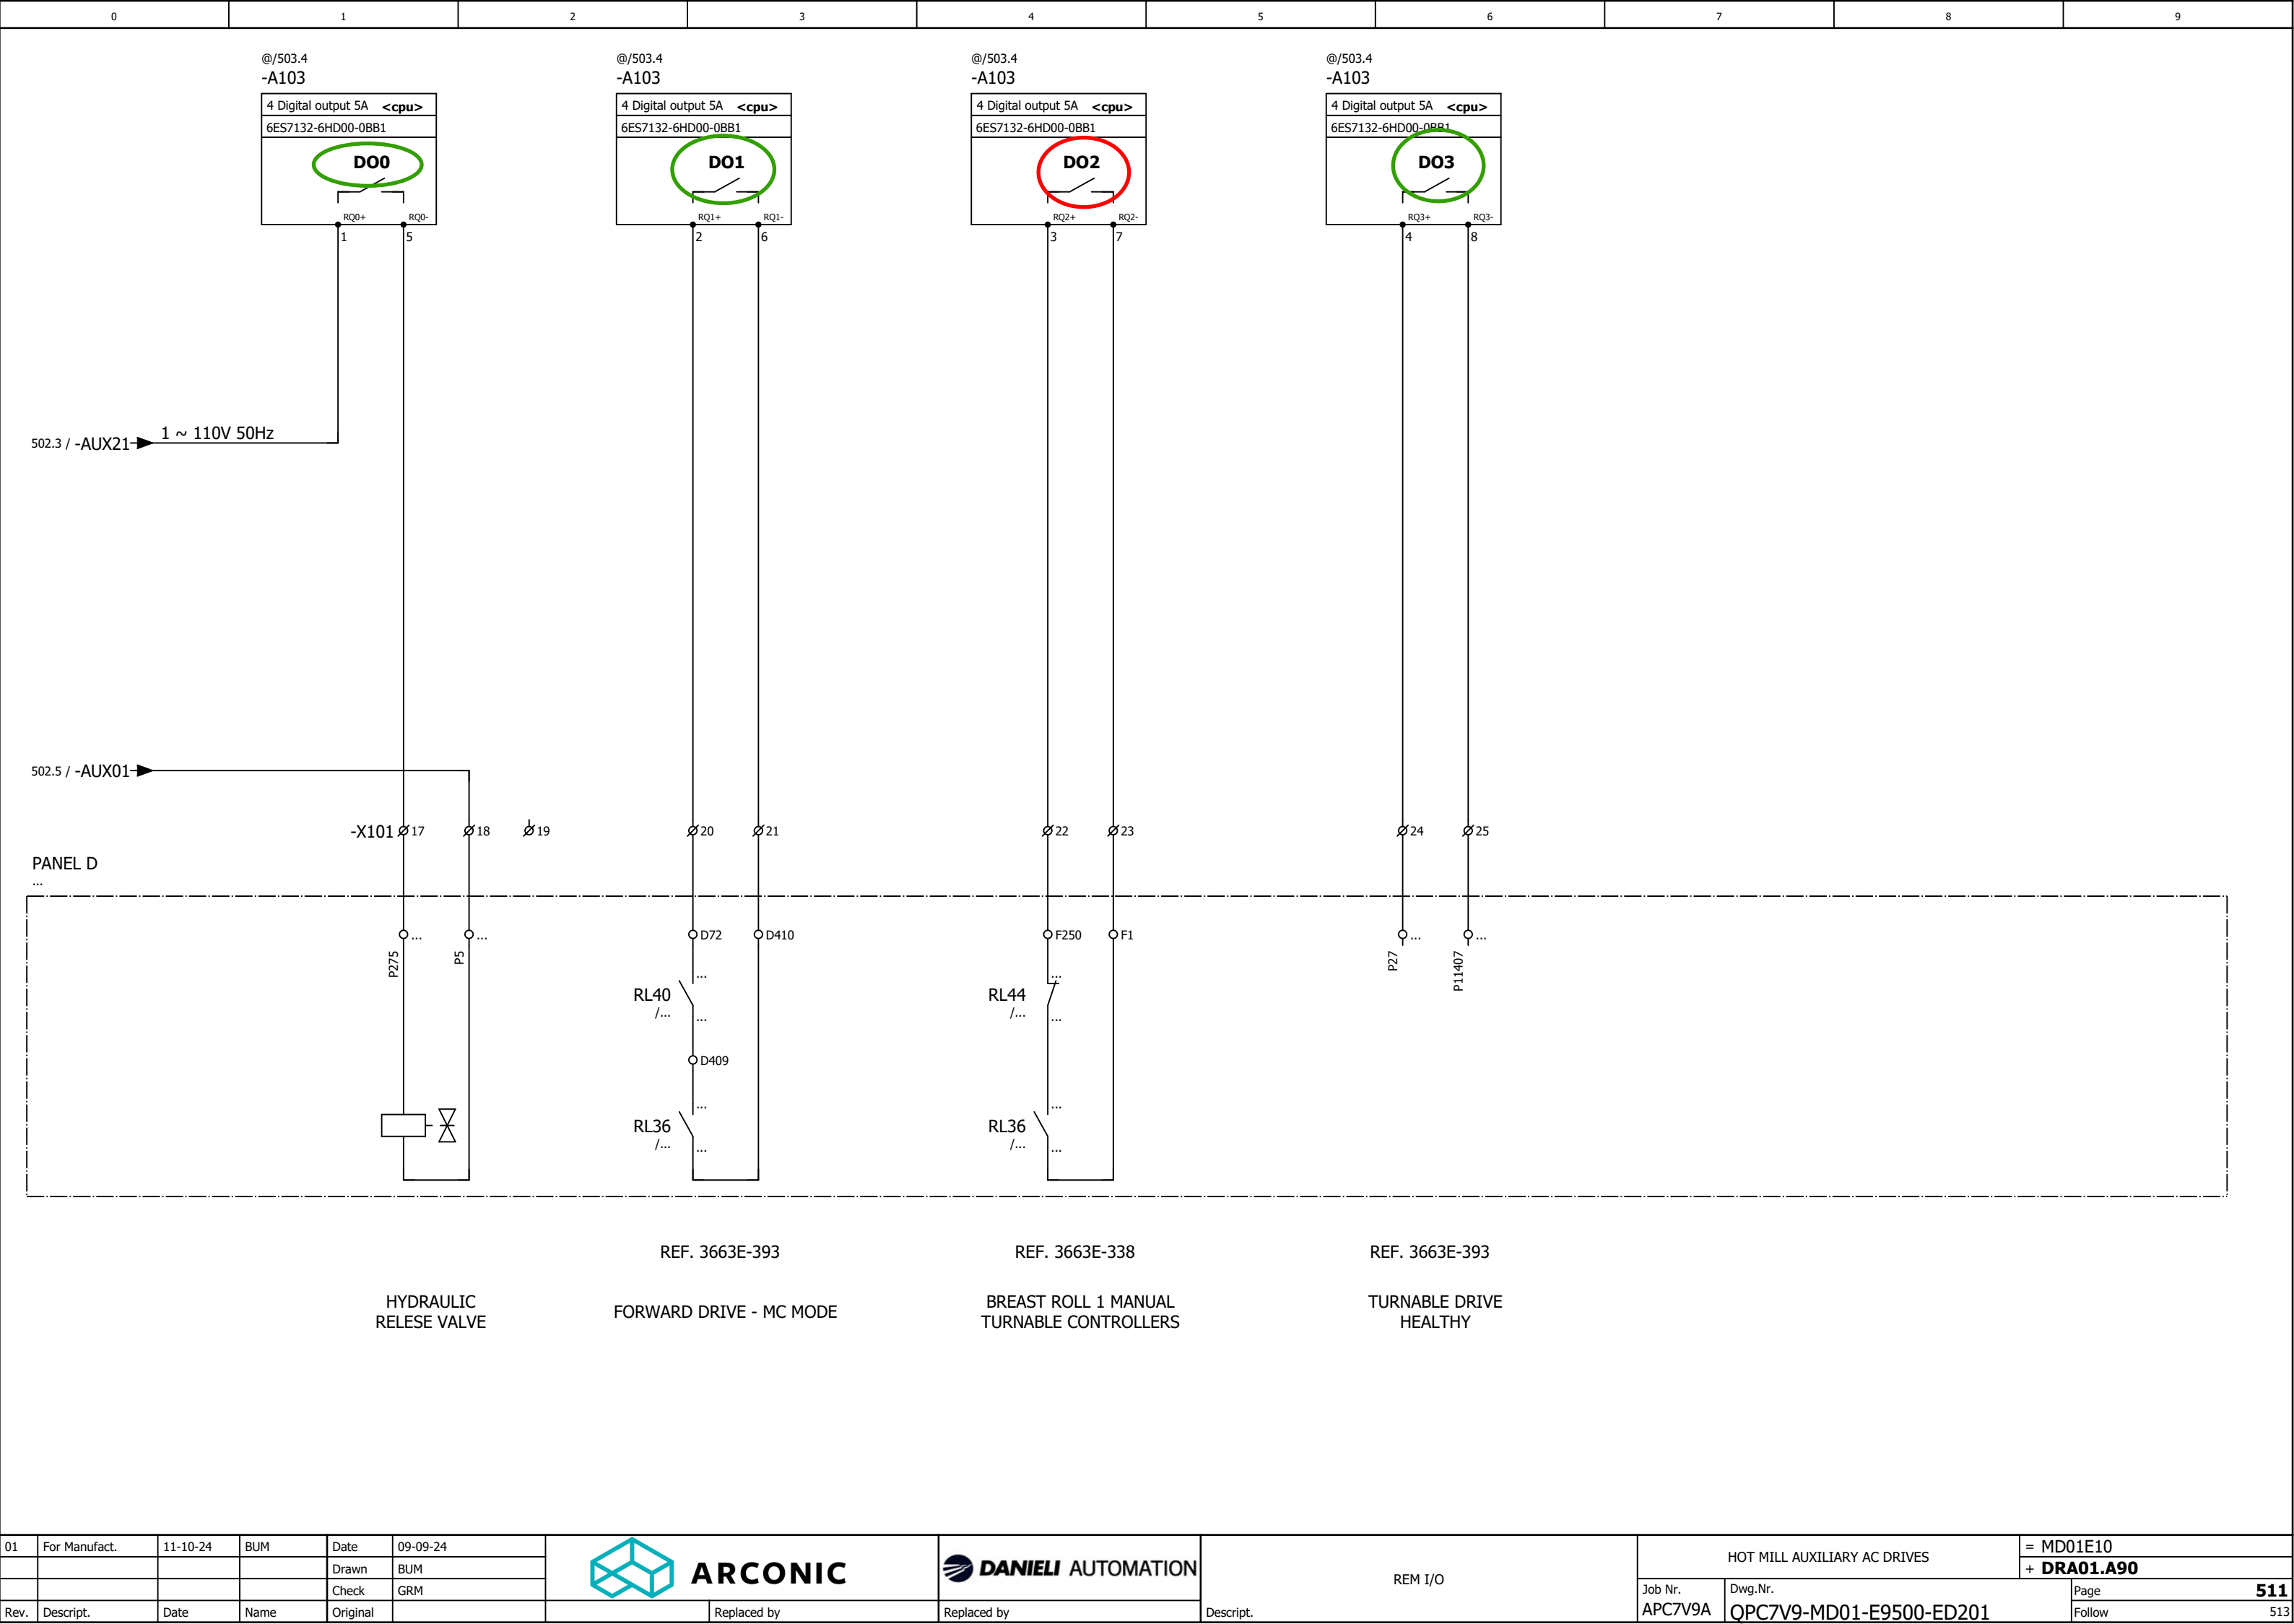 0 1 2 3 4 5 6 7 8 9
@/503.4 @/503.4 @/503.4 @/503.4
-A103 -A103 -A103 -A103
4 Digital output 5A <cpu> 4 Digital output 5A <cpu> 4 Digital output 5A <cpu> 4 Digital output 5A <cpu>
6ES7132-6HD00-0BB1 6ES7132-6HD00-0BB1 6ES7132-6HD00-0BB1 6ES7132-6HD00-0BB1
DO0 DO1 DO2 DO3
RQ0+ RQ0- RQ1+ RQ1- RQ2+ RQ2- RQ3+ RQ3-
1 5 2 6 3 7 4 8
1 ~ 110V 50Hz
502.3 / -AUX21
502.5 / -AUX01
-X101 17 18 19 20 21 22 23 24 25
PANEL D
...
... ... D72 D410 F250 F1 ... ...
P275 P5 P27 P11407
... ...
RL40 RL44
/... /...
... ...
D409
... ...
RL36 RL36
/... /...
... ...
REF. 3663E-393 REF. 3663E-338 REF. 3663E-393
HYDRAULIC
RELESE VALVE
FORWARD DRIVE - MC MODE
BREAST ROLL 1 MANUAL
TURNABLE CONTROLLERS
TURNABLE DRIVE
HEALTHY
01 For Manufact. 11-10-24 BUM Date 09-09-24
Drawn BUM
Check GRM
Rev. Descript. Date Name Original
ARCONIC
Replaced by
DANIELI AUTOMATION
Replaced by
REM I/O
Descript.
HOT MILL AUXILIARY AC DRIVES
= MD01E10
+ DRA01.A90
Job Nr. Dwg.Nr. Page 511
APC7V9A QPC7V9-MD01-E9500-ED201 Follow 513